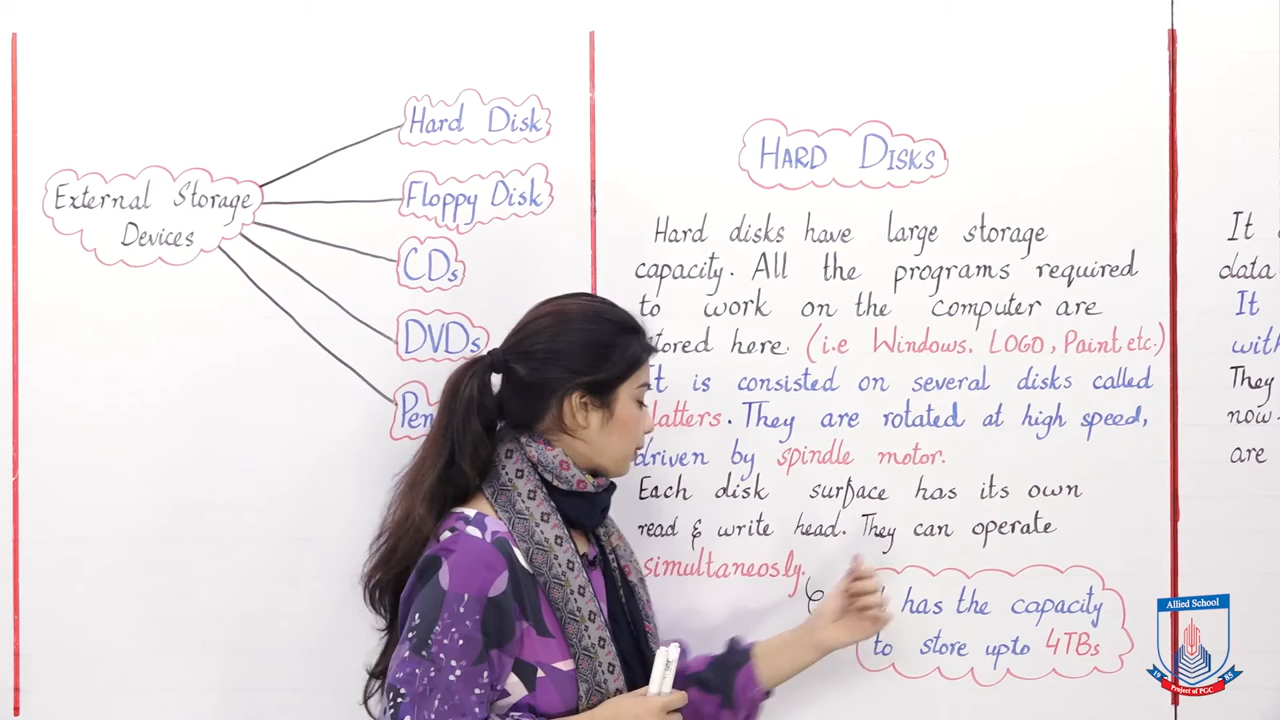 External Storage
Devices
Hard Disk
Floppy Disk
CDs
DVDs
Pen
HARD DISKS
Hard disks have large storage
capacity. All the programs required
to work on the computer are
tored here. (i.e Windows, LOGO, Paint etc.)
It is consisted on several disks called
latters. They are rotated at high speed,
driven by spindle motor.
Each disk surface has its own
read & write head. They can operate
simultaneosly.
has the capacity
to store upto 4TBs
It
data
It
with
They
now
are
Allied School
19 85
Project of PGC